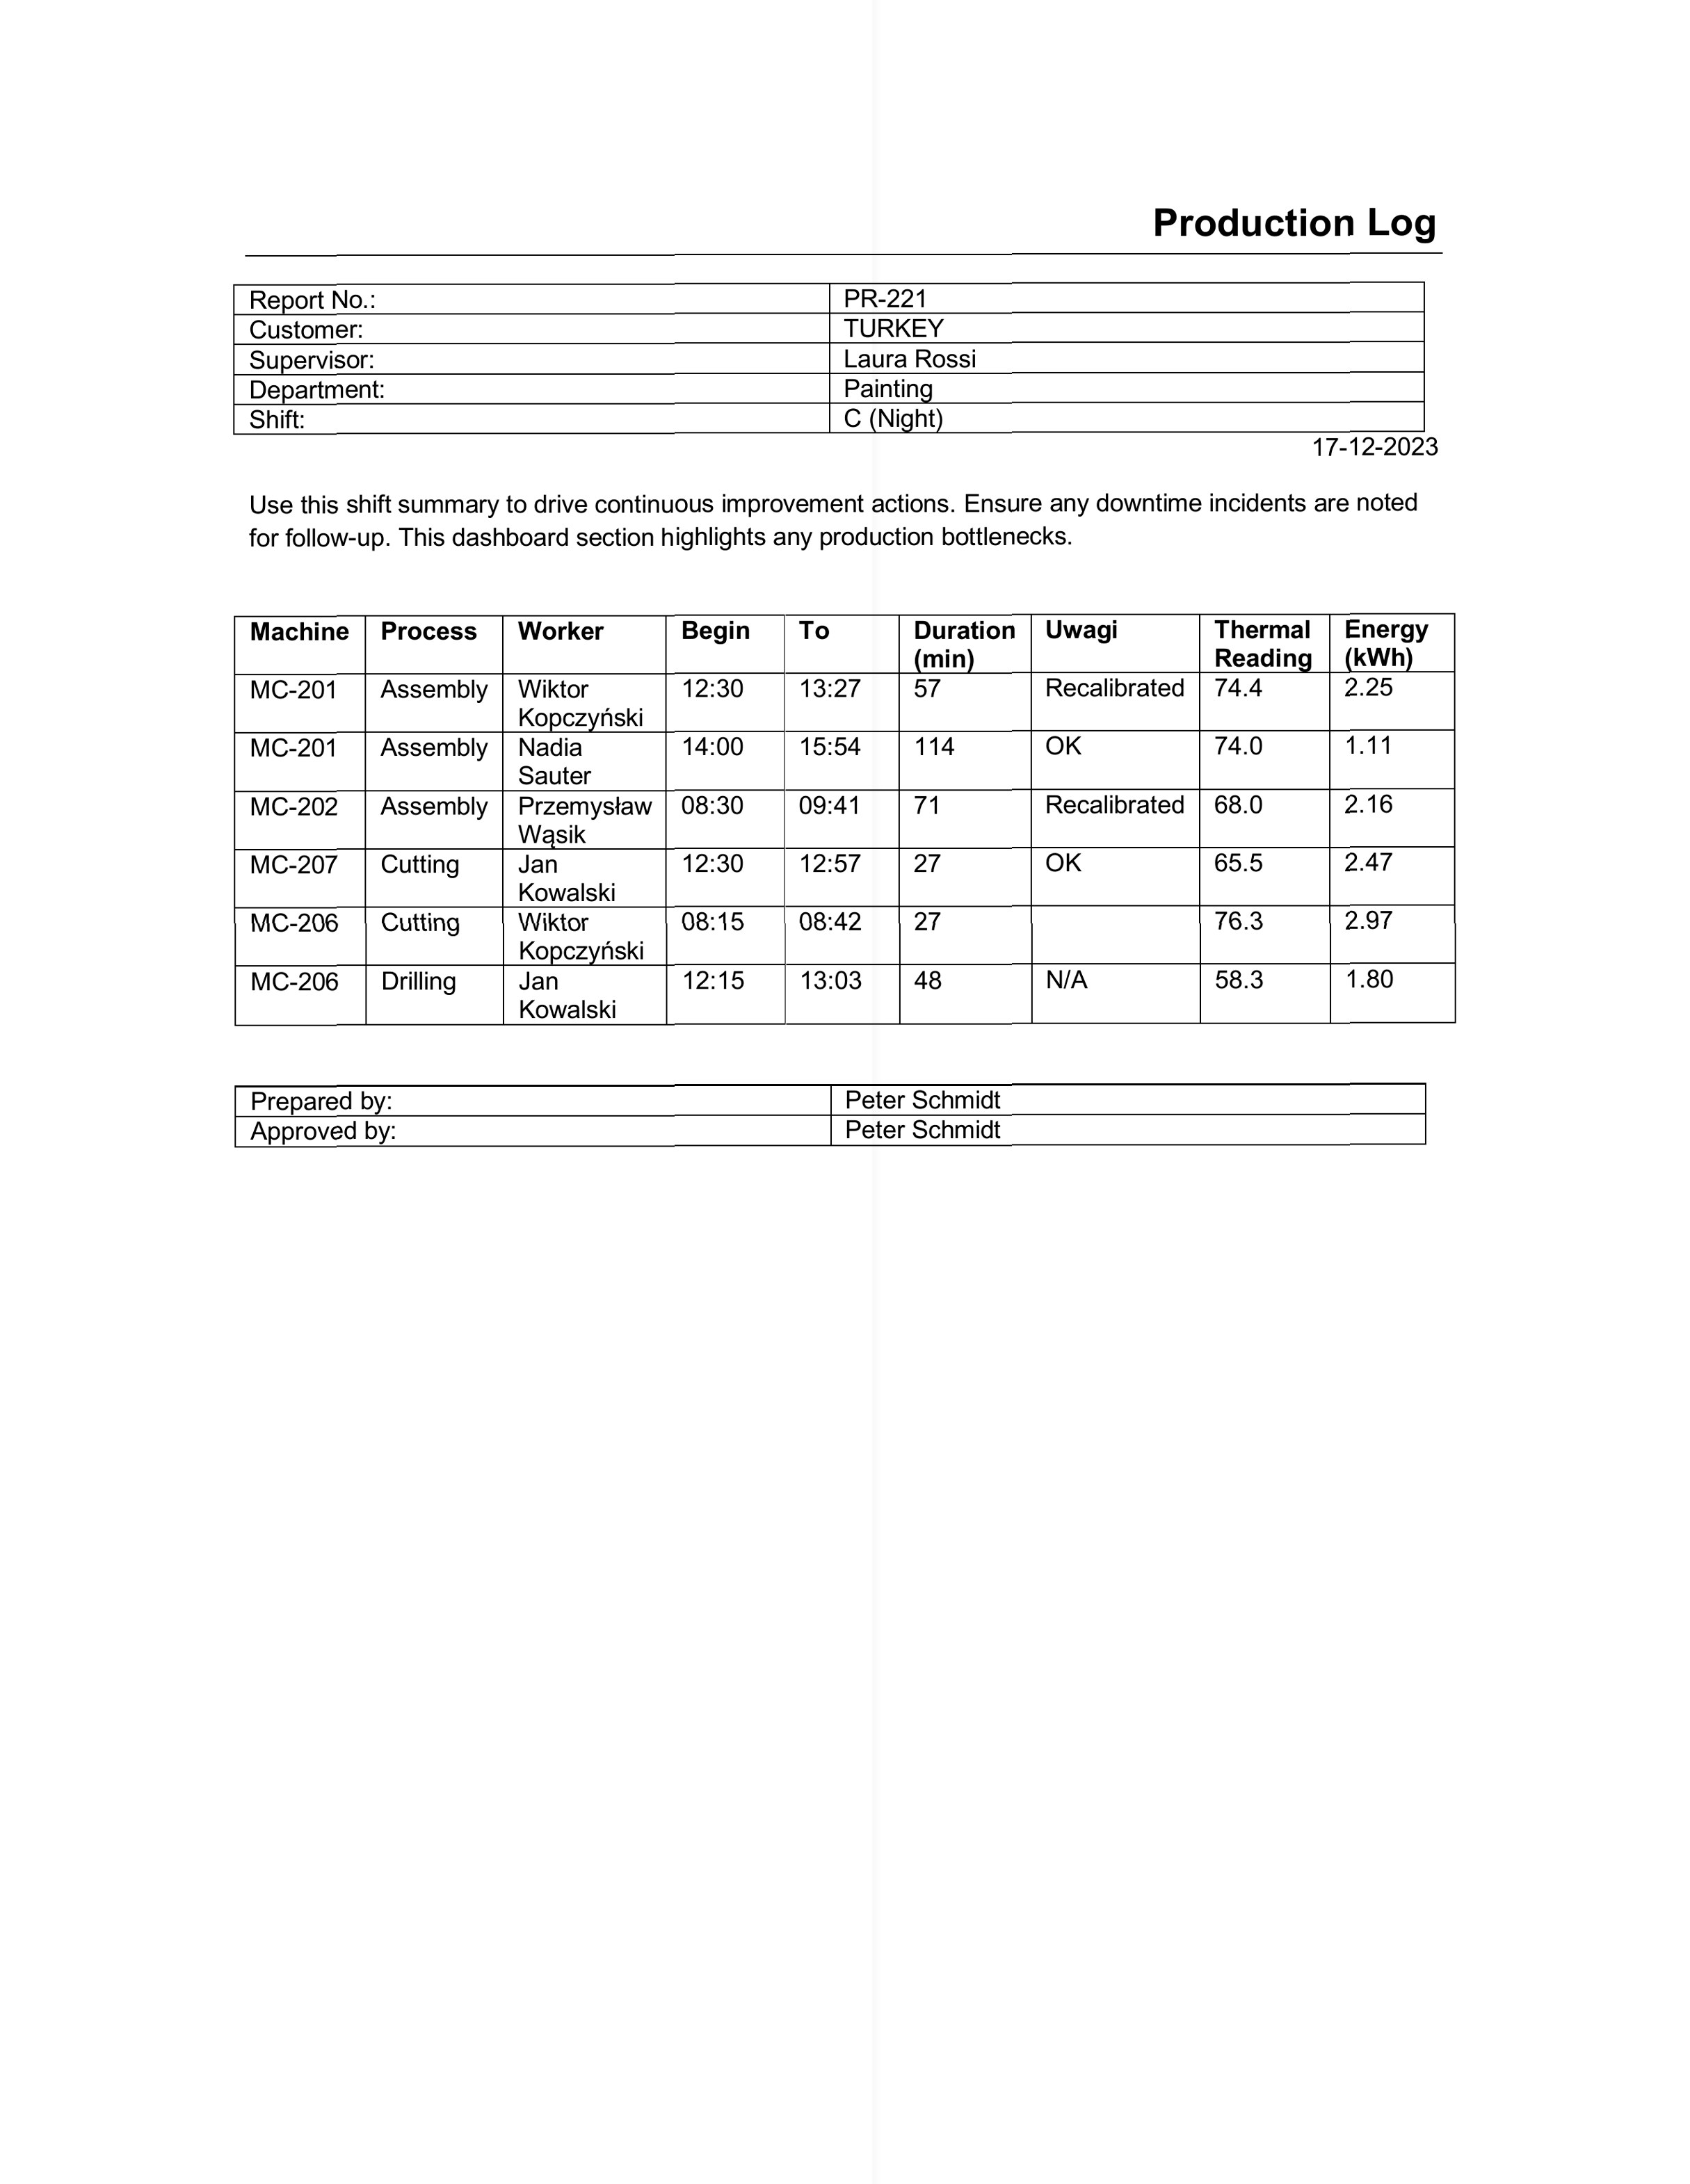 Production Log
Report No.: PR-221
Customer: TURKEY
Supervisor: Laura Rossi
Department: Painting
Shift: C (Night)
17-12-2023
Use this shift summary to drive continuous improvement actions. Ensure any downtime incidents are noted
for follow-up. This dashboard section highlights any production bottlenecks.
Machine Process Worker Begin To Duration (min) Uwagi Thermal Reading Energy (kWh)
MC-201 Assembly Wiktor Kopczyński 12:30 13:27 57 Recalibrated 74.4 2.25
MC-201 Assembly Nadia Sauter 14:00 15:54 114 OK 74.0 1.11
MC-202 Assembly Przemysław Wąsik 08:30 09:41 71 Recalibrated 68.0 2.16
MC-207 Cutting Jan Kowalski 12:30 12:57 27 OK 65.5 2.47
MC-206 Cutting Wiktor Kopczyński 08:15 08:42 27 76.3 2.97
MC-206 Drilling Jan Kowalski 12:15 13:03 48 N/A 58.3 1.80
Prepared by: Peter Schmidt
Approved by: Peter Schmidt